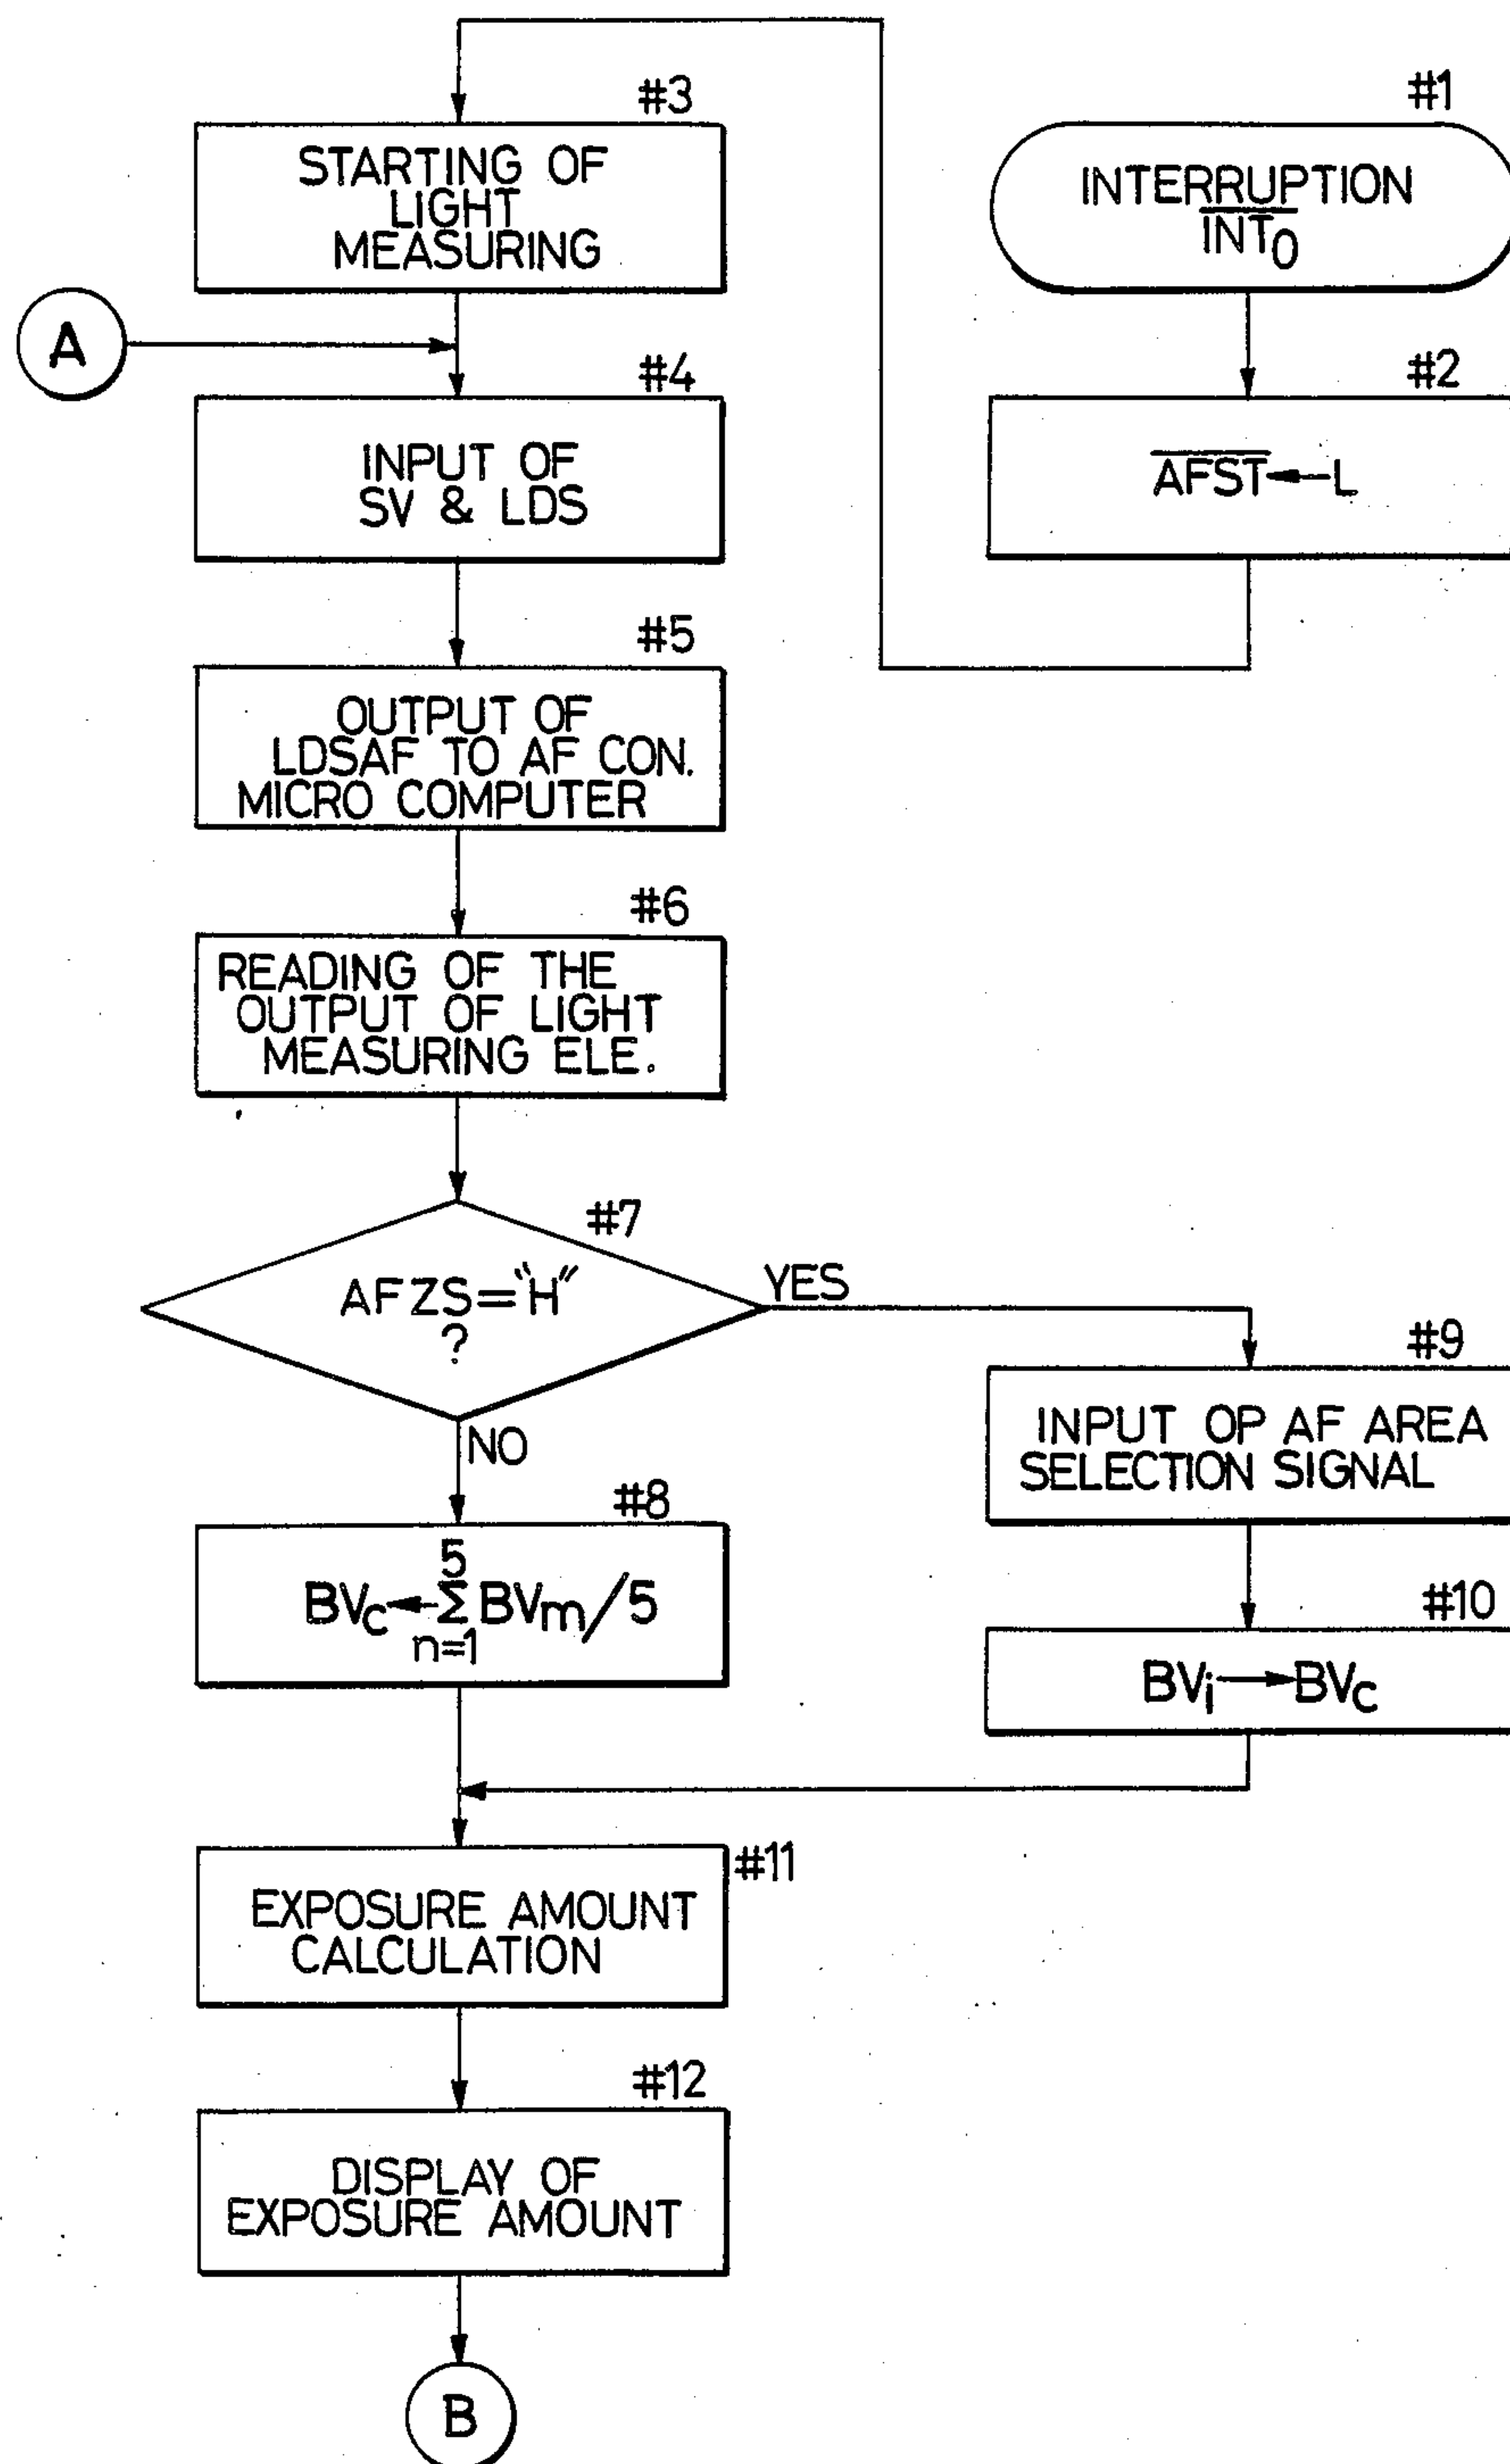 #1
INTERRUPTION
I̅N̅T̅₀
#2
A̅F̅S̅T̅←L
#3
STARTING OF
LIGHT
MEASURING
A
#4
INPUT OF
SV & LDS
#5
OUTPUT OF
LDSAF TO AF CON.
MICRO COMPUTER
#6
READING OF THE
OUTPUT OF LIGHT
MEASURING ELE.
#7
AFZS="H"
?
YES
NO
#8
5
BVc←ΣBVm/5
n=1
#9
INPUT OP AF AREA
SELECTION SIGNAL
#10
BVi→BVc
#11
EXPOSURE AMOUNT
CALCULATION
#12
DISPLAY OF
EXPOSURE AMOUNT
B